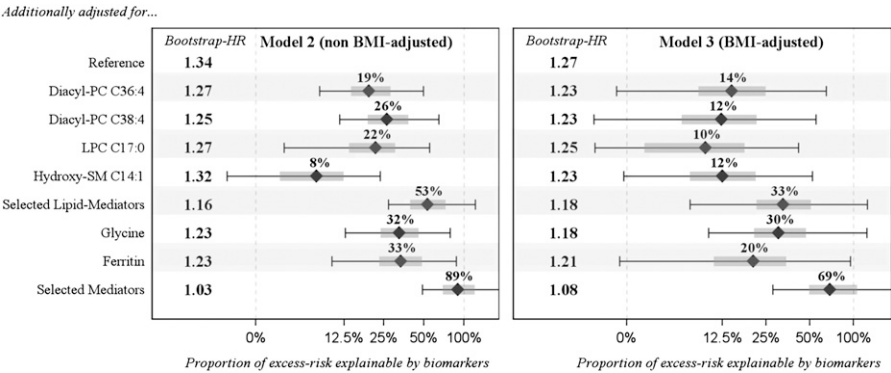 Additionally adjusted for...
Bootstrap-HR Model 2 (non BMI-adjusted) Bootstrap-HR Model 3 (BMI-adjusted)
Reference 1.34 1.27
19% 14%
Diacyl-PC C36:4 1.27 1.23
26% 12%
Diacyl-PC C38:4 1.25 1.23
22% 10%
LPC C17:0 1.27 1.25
8% 12%
Hydroxy-SM C14:1 1.32 1.23
53% 33%
Selected Lipid-Mediators 1.16 1.18
32% 30%
Glycine 1.23 1.18
33% 20%
Ferritin 1.23 1.21
89% 69%
Selected Mediators 1.03 1.08
0% 12.5% 25% 50% 100% 0% 12.5% 25% 50% 100%
Proportion of excess-risk explainable by biomarkers Proportion of excess-risk explainable by biomarkers